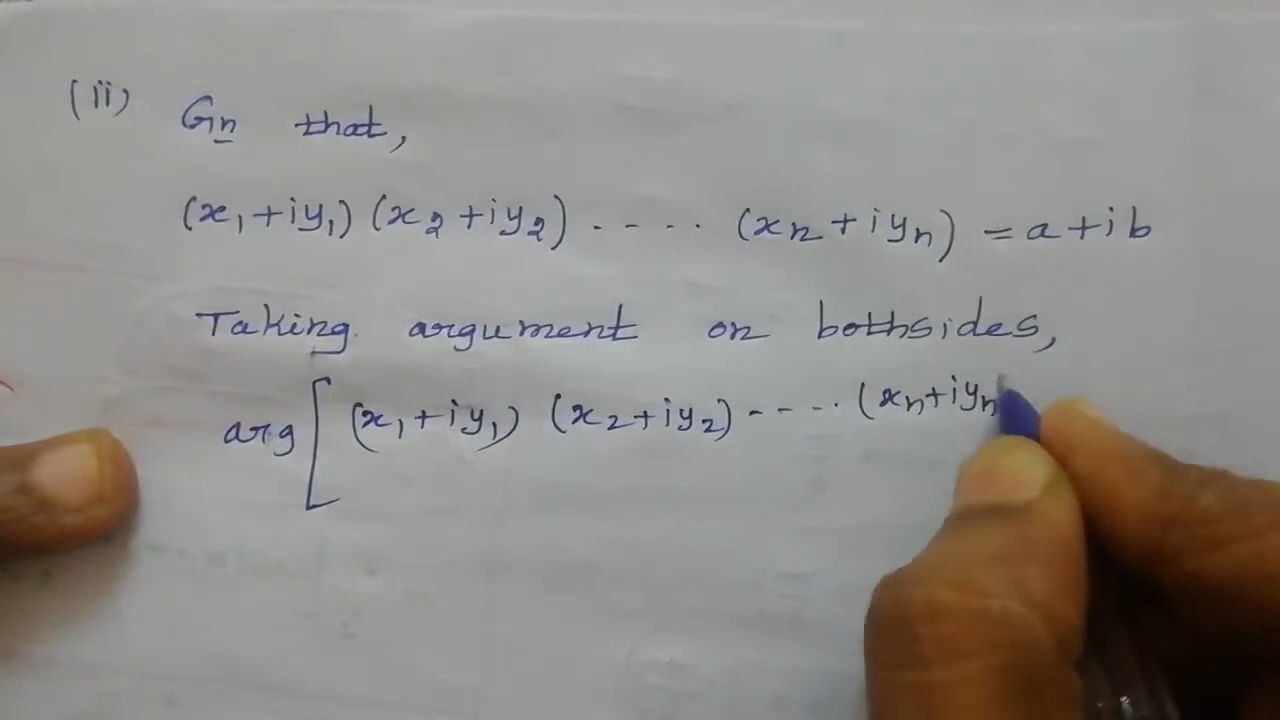 (ii) Gn that,
(x₁+iy₁) (x₂+iy₂) ..... (xn+iyn) = a+ib
Taking argument on bothsides,
arg[ (x₁+iy₁) (x₂+iy₂) ----. (xn+iyn